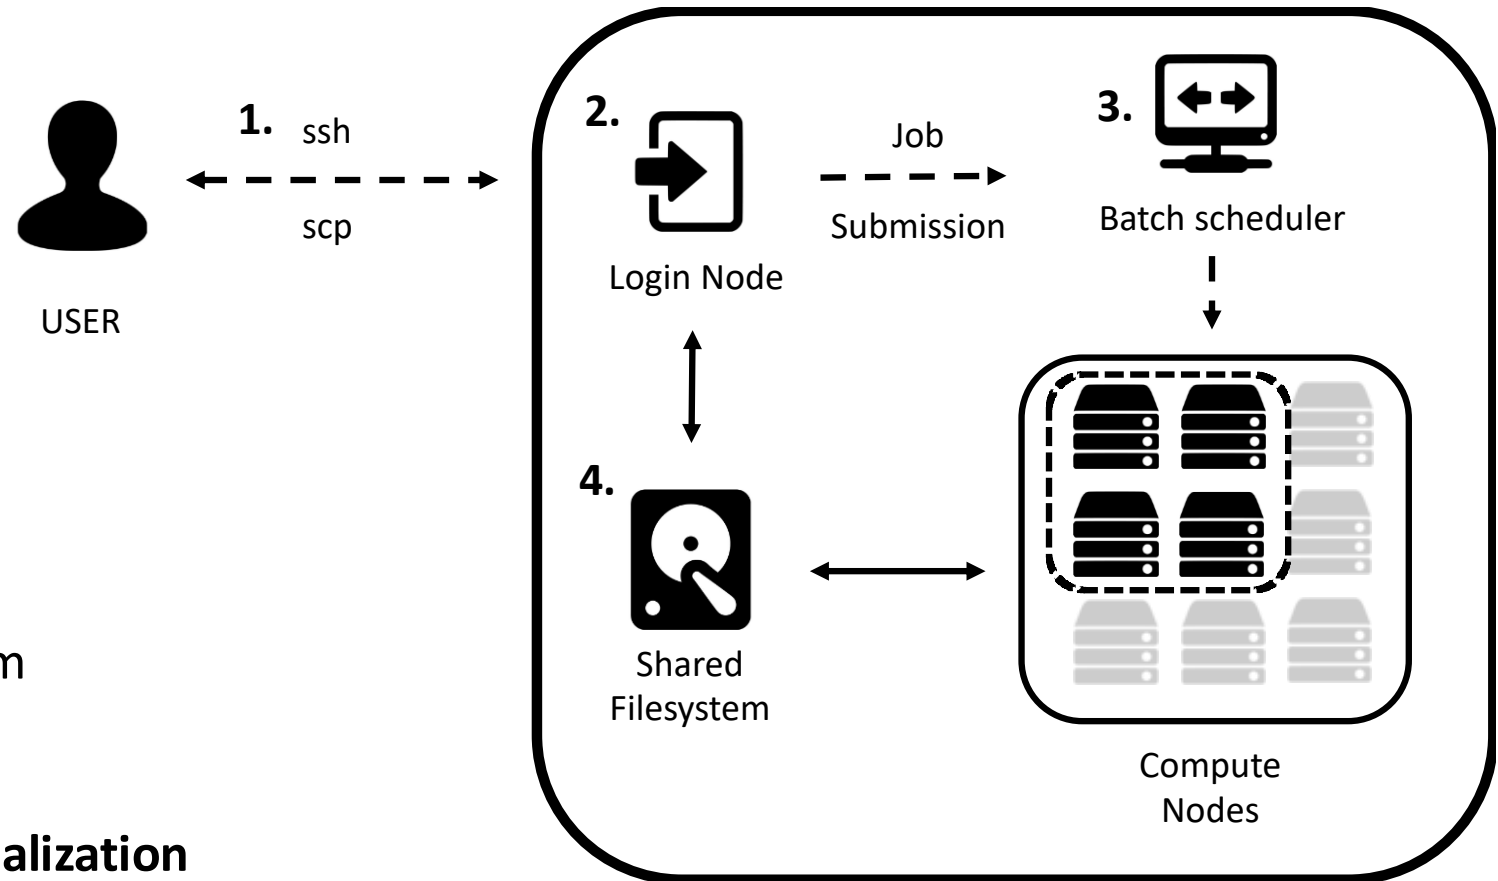 1. ssh
scp
USER
2.
Login Node
Job
Submission
3.
Batch scheduler
4.
Shared
Filesystem
Compute
Nodes
m
alization